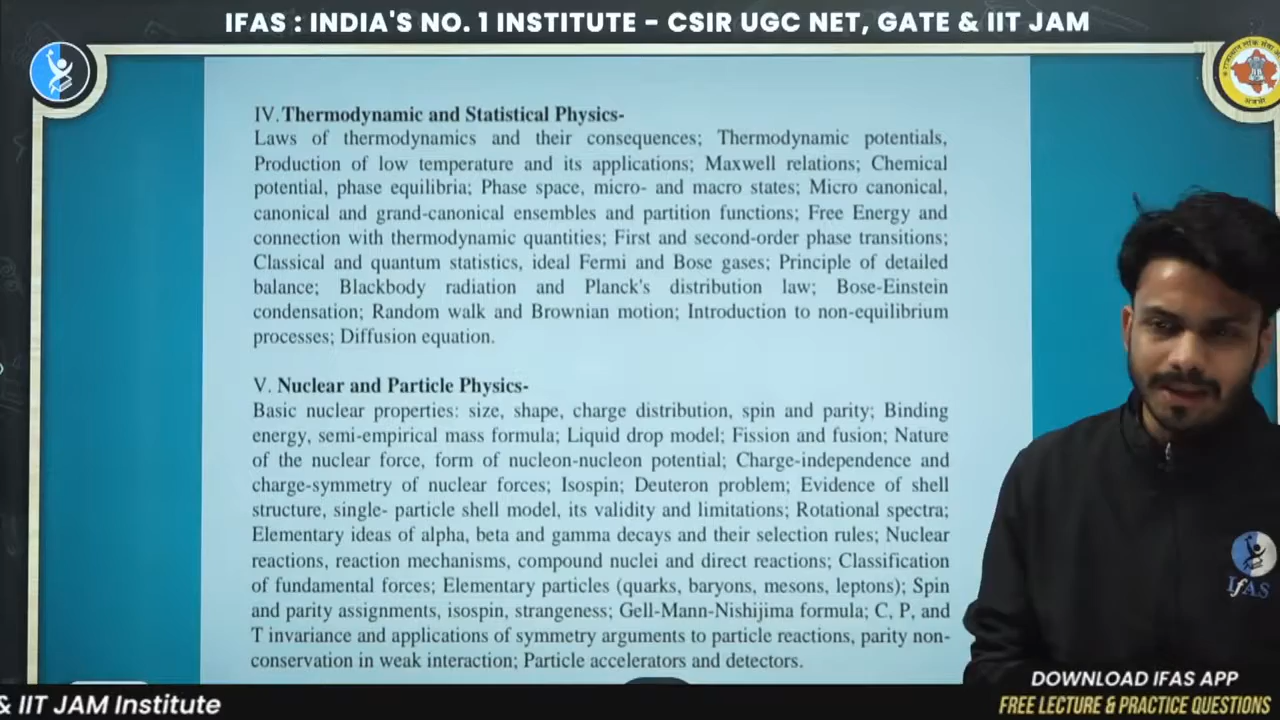 IFAS : INDIA'S NO. 1 INSTITUTE - CSIR UGC NET, GATE & IIT JAM
IV. Thermodynamic and Statistical Physics-
Laws of thermodynamics and their consequences; Thermodynamic potentials,
Production of low temperature and its applications; Maxwell relations; Chemical
potential, phase equilibria; Phase space, micro- and macro states; Micro canonical,
canonical and grand-canonical ensembles and partition functions; Free Energy and
connection with thermodynamic quantities; First and second-order phase transitions;
Classical and quantum statistics, ideal Fermi and Bose gases; Principle of detailed
balance; Blackbody radiation and Planck's distribution law; Bose-Einstein
condensation; Random walk and Brownian motion; Introduction to non-equilibrium
processes; Diffusion equation.
V. Nuclear and Particle Physics-
Basic nuclear properties: size, shape, charge distribution, spin and parity; Binding
energy, semi-empirical mass formula; Liquid drop model; Fission and fusion; Nature
of the nuclear force, form of nucleon-nucleon potential; Charge-independence and
charge-symmetry of nuclear forces; Isospin; Deuteron problem; Evidence of shell
structure, single- particle shell model, its validity and limitations; Rotational spectra;
Elementary ideas of alpha, beta and gamma decays and their selection rules; Nuclear
reactions, reaction mechanisms, compound nuclei and direct reactions; Classification
of fundamental forces; Elementary particles (quarks, baryons, mesons, leptons); Spin
and parity assignments, isospin, strangeness; Gell-Mann-Nishijima formula; C, P, and
T invariance and applications of symmetry arguments to particle reactions, parity non-
conservation in weak interaction; Particle accelerators and detectors.
IfAS
DOWNLOAD IFAS APP
& IIT JAM Institute
FREE LECTURE & PRACTICE QUESTIONS